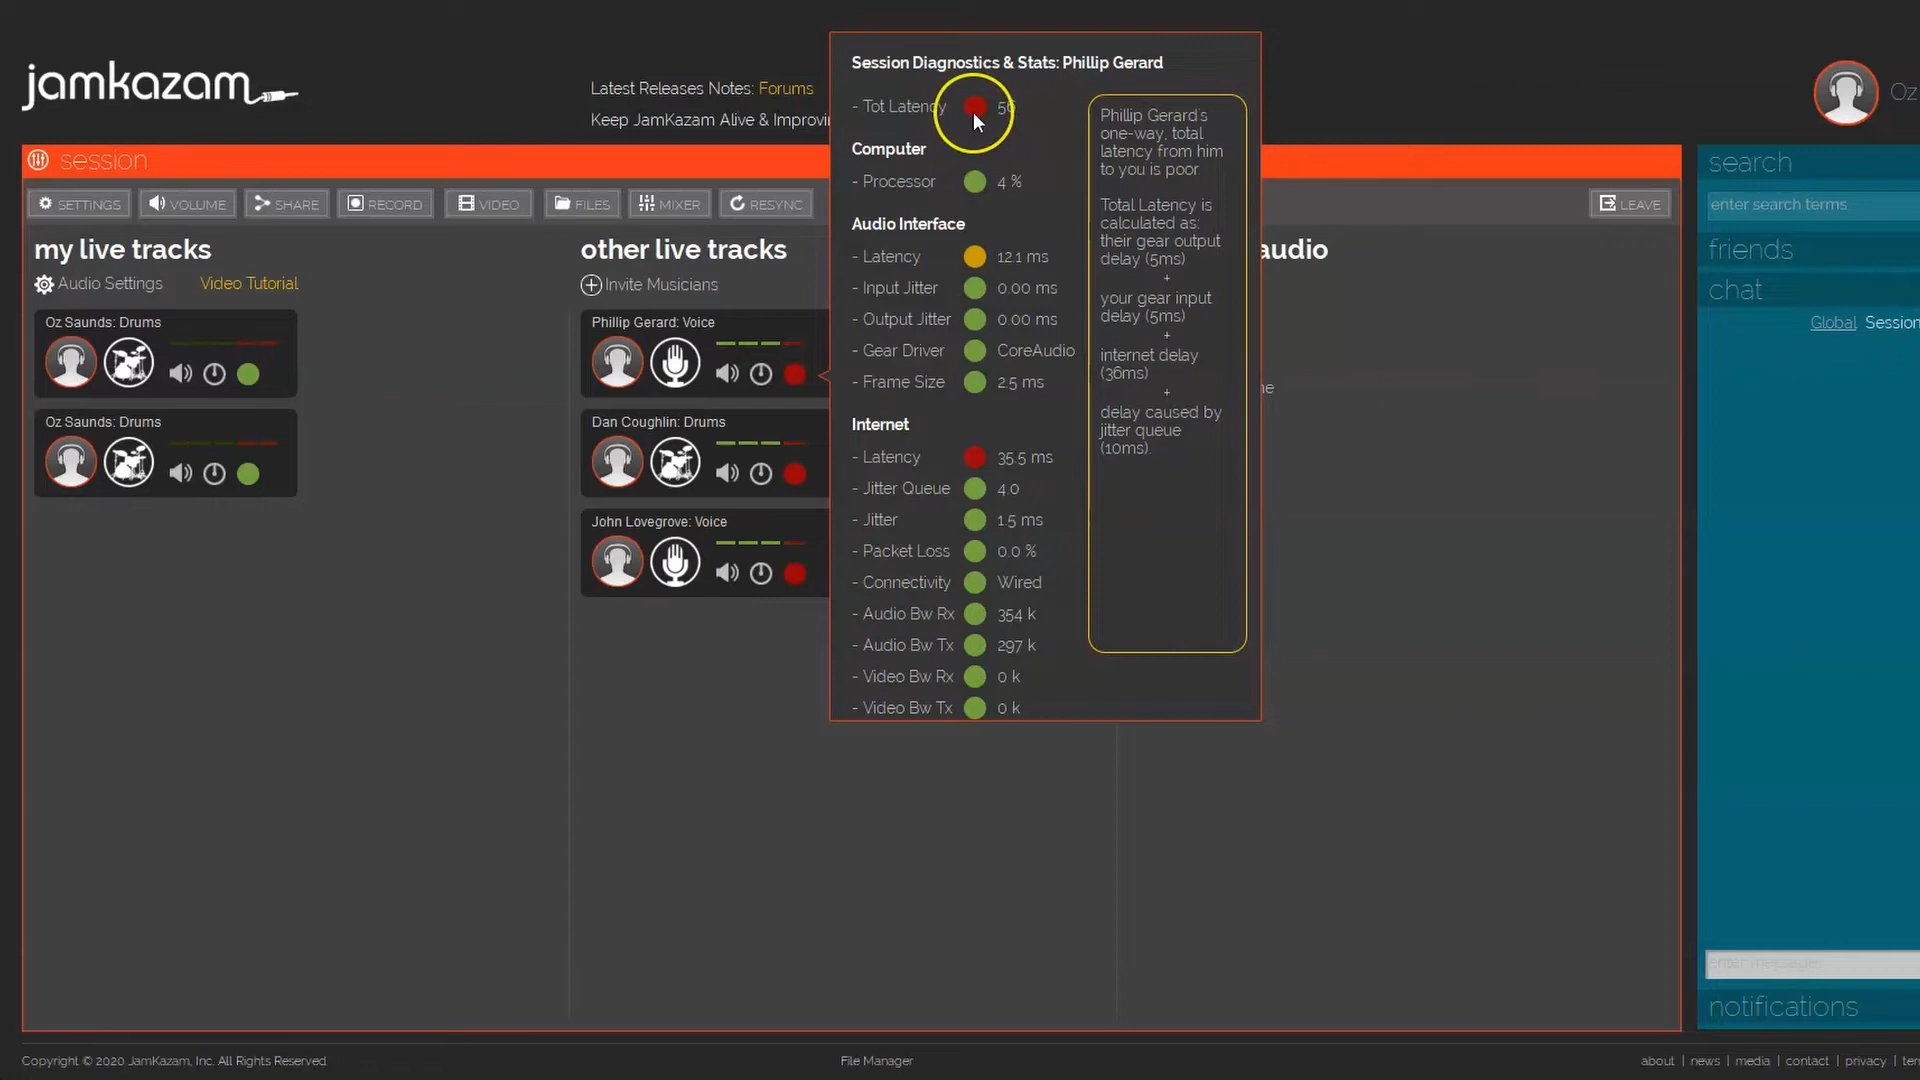 jamkazam
Latest Releases Notes: Forums
Keep JamKazam Alive &
Oz
session
SETTINGS
VOLUME
SHARE
RECORD
VIDEO
FILES
MIXER
RESYNC
LEAVE
my live tracks
Audio Settings Video Tutorial
Oz Saunds: Drums
Oz Saunds: Drums
other live tracks
Invite Musicians
Phillip Gerard: Voice
Dan Coughlin: Drums
John Lovegrove: Voice
Session Diagnostics & Stats: Phillip Gerard
- Tot Latency 56
Computer
- Processor 4 %
Audio Interface
- Latency 12.1 ms
- Input Jitter 0.00 ms
- Output Jitter 0.00 ms
- Gear Driver CoreAudio
- Frame Size 2.5 ms
Internet
- Latency 35.5 ms
- Jitter Queue 4.0
- Jitter 1.5 ms
- Packet Loss 0.0 %
- Connectivity Wired
- Audio Bw Rx 354 k
- Audio Bw Tx 297 k
- Video Bw Rx 0 k
- Video Bw Tx 0 k
Phillip Gerard's
one-way, total
latency from him
to you is poor.
Total Latency is
calculated as:
their gear output
delay (5ms)
+
your gear input
delay (5ms)
+
internet delay
(36ms)
+
delay caused by
jitter queue
(10ms).
audio
search
enter search terms
friends
chat
Global Session
enter message
notifications
Copyright © 2020 JamKazam, Inc. All Rights Reserved
File Manager
about | news | media | contact | privacy |